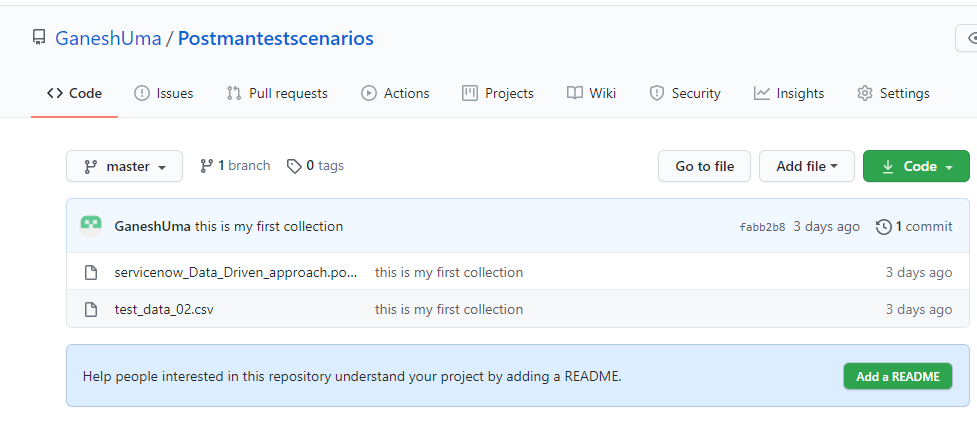 GaneshUma / Postmantestscenarios
Code Issues Pull requests Actions Projects Wiki Security Insights Settings
master 1 branch 0 tags Go to file Add file Code
GaneshUma this is my first collection fabb2b8 3 days ago 1 commit
servicenow_Data_Driven_approach.po... this is my first collection 3 days ago
test_data_02.csv this is my first collection 3 days ago
Help people interested in this repository understand your project by adding a README. Add a README